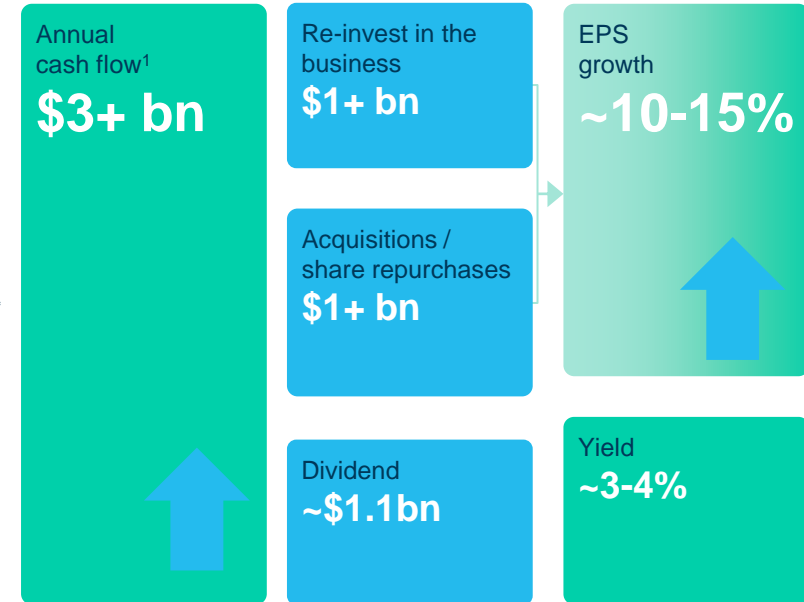 Annual
cash flow¹
$3+ bn
Re-invest in the
business
$1+ bn
Acquisitions /
share repurchases
$1+ bn
Dividend
~$1.1bn
EPS
growth
~10-15%
Yield
~3-4%